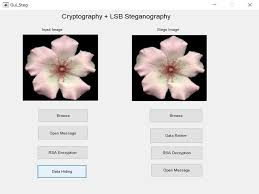 GUI_Steg
Cryptography + LSB Steganography
Input Image
Stego Image
Browse
Browse
Open Message
Data Retrive
RSA Encryption
RSA Decryption
Data Hiding
Open Message